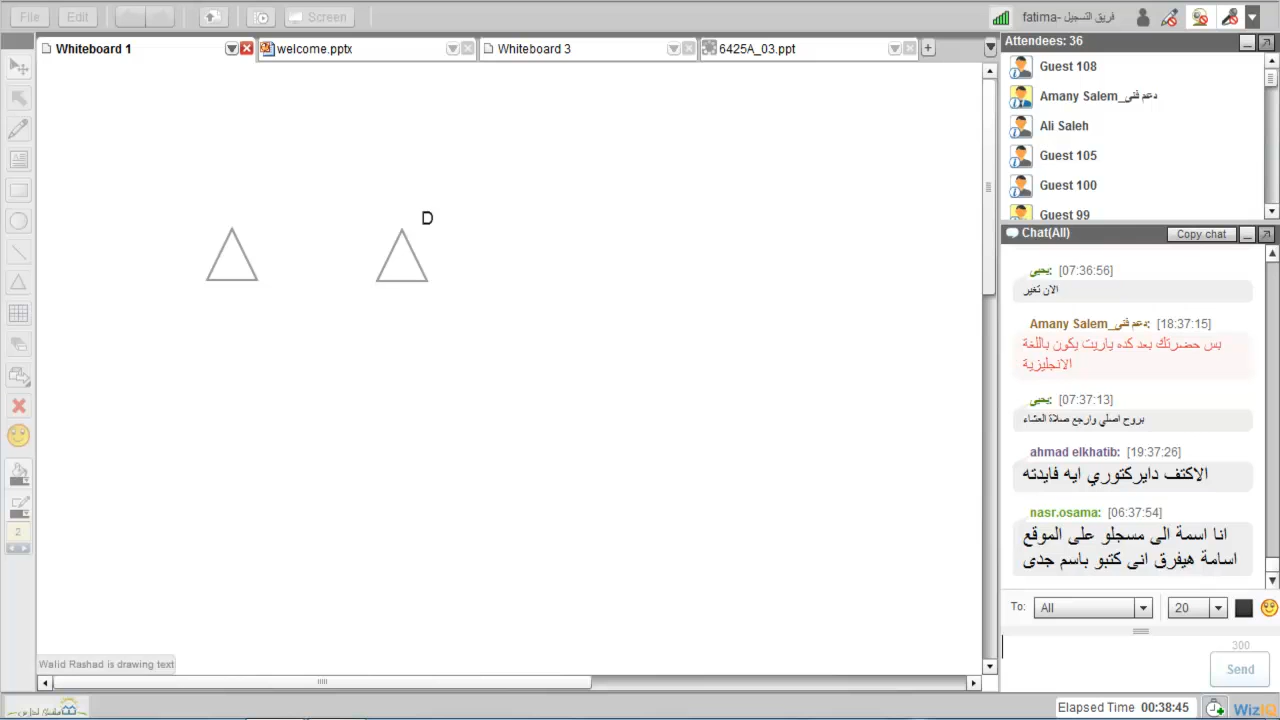 File Edit Screen
fatima- فريق التسجيل
Whiteboard 1 welcome.pptx Whiteboard 3 6425A_03.ppt
Attendees: 36
Guest 108
Amany Salem_دعم فنى
Ali Saleh
Guest 105
Guest 100
Guest 99
D
Chat(All) Copy chat
يحيى: [07:36:56]
الان تغير
Amany Salem_دعم فنى: [18:37:15]
بس حضرتك بعد كده ياريت يكون باللغة
الانجليزية
يحيى: [07:37:13]
بروح اصلي وارجع صلاة العشاء
ahmad elkhatib: [19:37:26]
الاكتف دايركتوري ايه فايدته
nasr.osama: [06:37:54]
انا اسمة الى مسجلو على الموقع
اسامة هيفرق انى كتبو باسم جدى
2
To: All 20
300
Send
Walid Rashad is drawing text
Elapsed Time 00:38:45
WizIQ